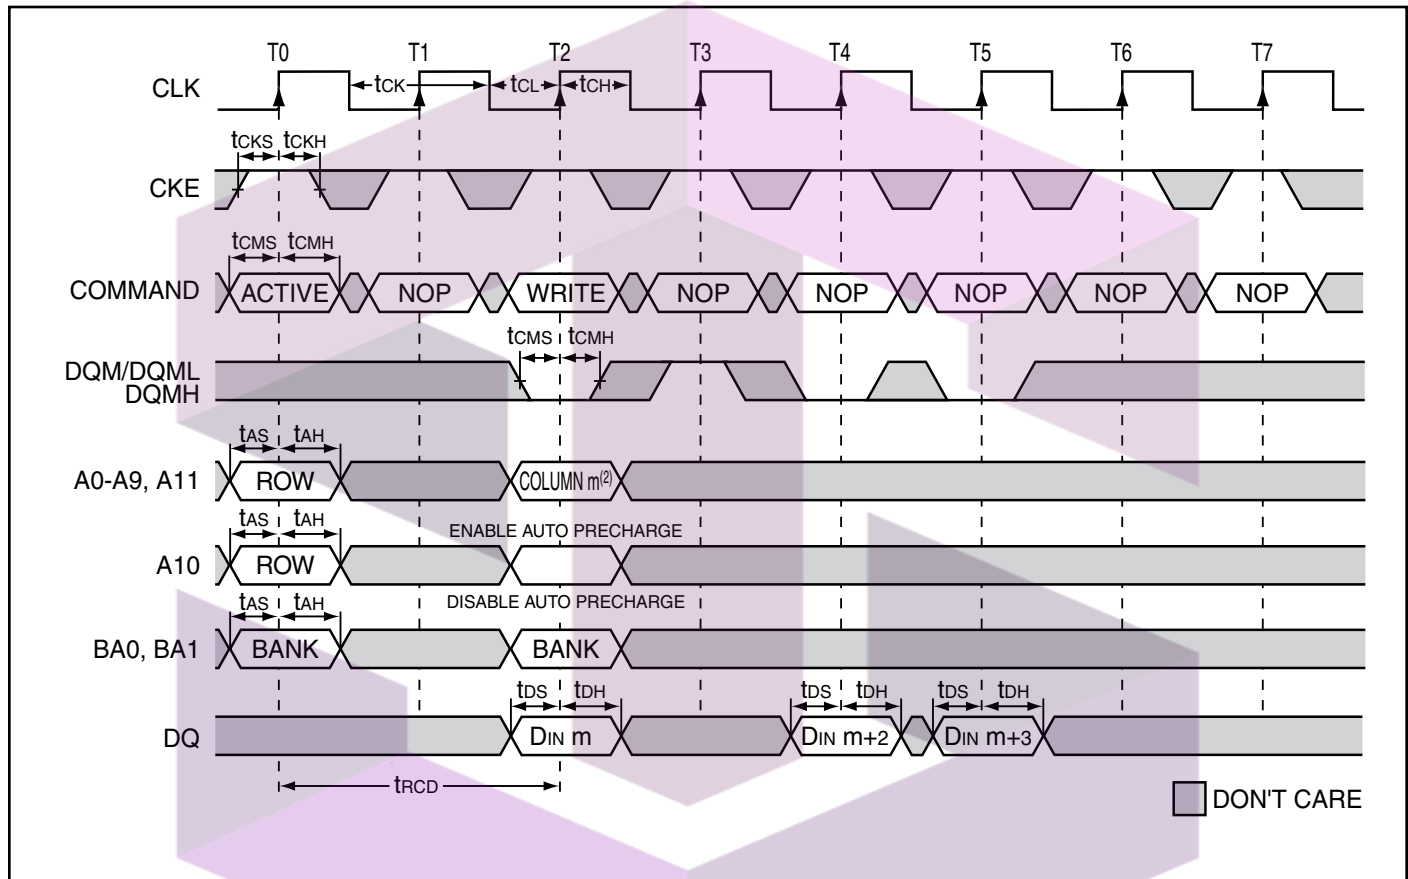 T0 T1 T2 T3 T4 T5 T6 T7
CLK tCK tCL tCH
tCKS tCKH
CKE
tCMS tCMH
COMMAND ACTIVE NOP WRITE NOP NOP NOP NOP NOP
tCMS tCMH
DQM/DQML
DQMH
tAS tAH
A0-A9, A11 ROW COLUMN m(2)
tAS tAH ENABLE AUTO PRECHARGE
A10 ROW
tAS tAH DISABLE AUTO PRECHARGE
BA0, BA1 BANK BANK
tDS tDH tDS tDH tDS tDH
DQ DIN m DIN m+2 DIN m+3
tRCD
DON'T CARE